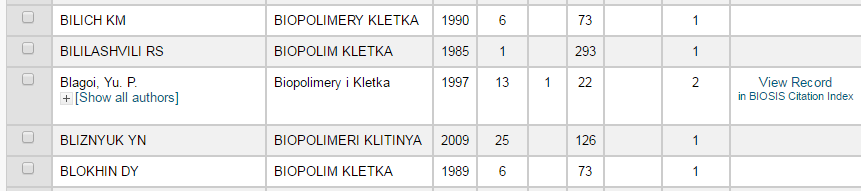 BILICH KM BIOPOLIMERY KLETKA 1990 6 73 1
BILILASHVILI RS BIOPOLIM KLETKA 1985 1 293 1
Blagoi, Yu. P. Biopolimery i Kletka 1997 13 1 22 2 View Record
[Show all authors] in BIOSIS Citation Index
BLIZNYUK YN BIOPOLIMERI KLITINYA 2009 25 126 1
BLOKHIN DY BIOPOLIM KLETKA 1989 6 73 1